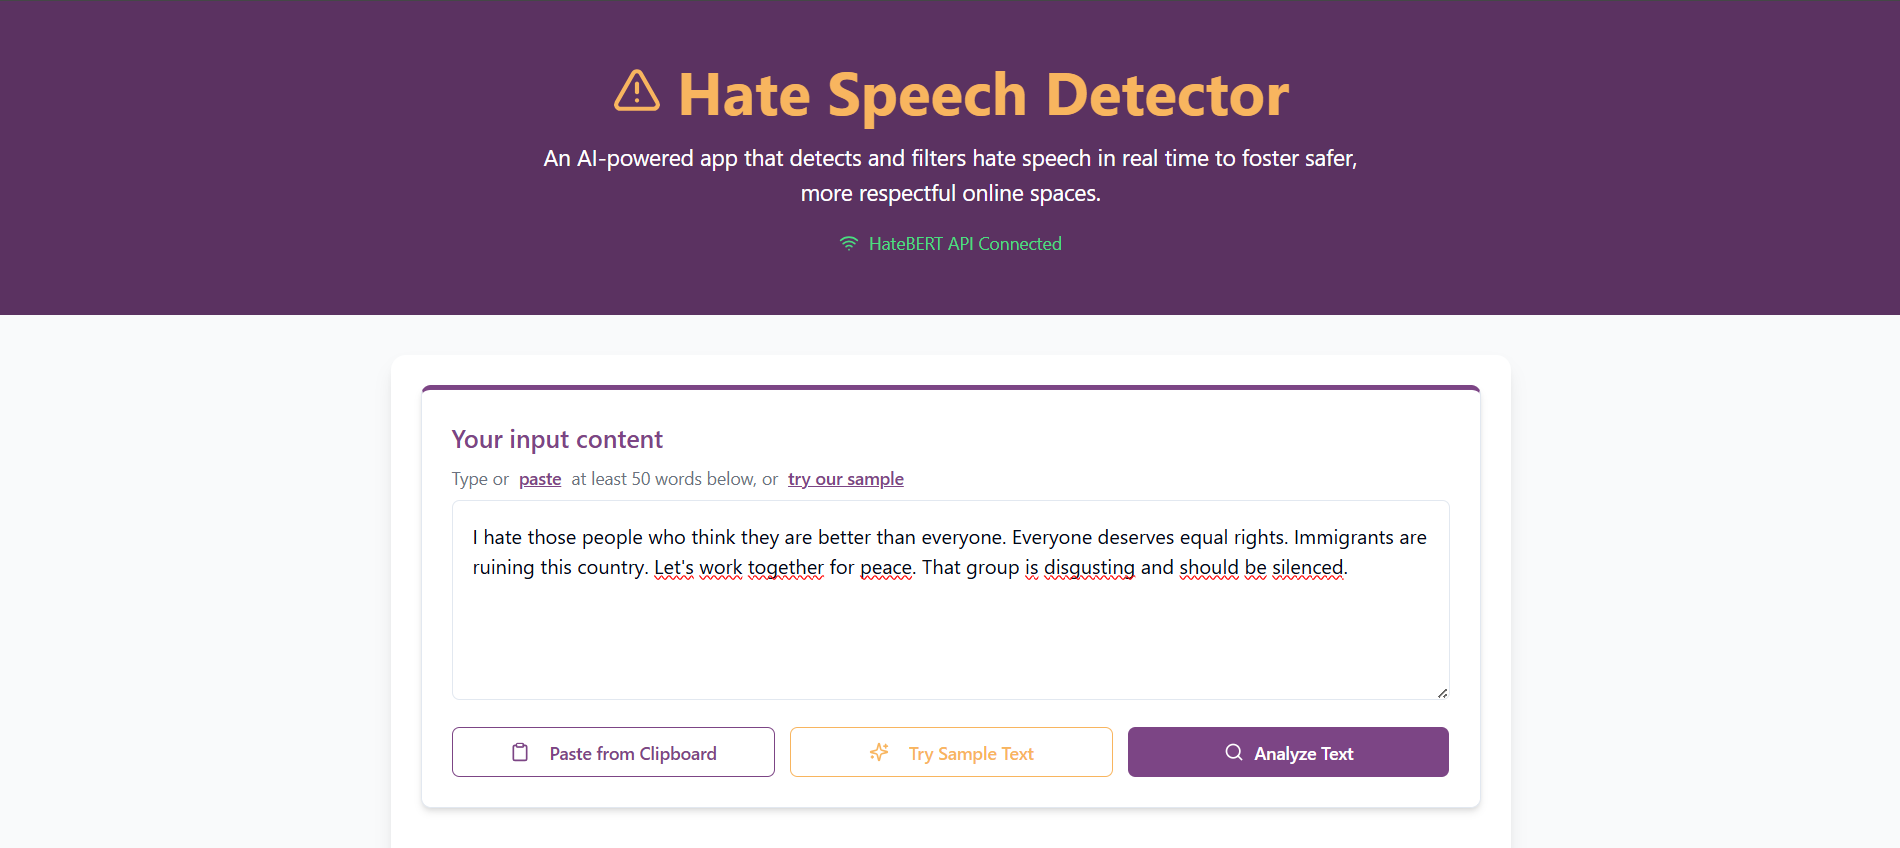 Hate Speech Detector
An AI-powered app that detects and filters hate speech in real time to foster safer,
more respectful online spaces.
HateBERT API Connected
Your input content
Type or paste at least 50 words below, or try our sample
I hate those people who think they are better than everyone. Everyone deserves equal rights. Immigrants are
ruining this country. Let's work together for peace. That group is disgusting and should be silenced.
Paste from Clipboard
Try Sample Text
Analyze Text